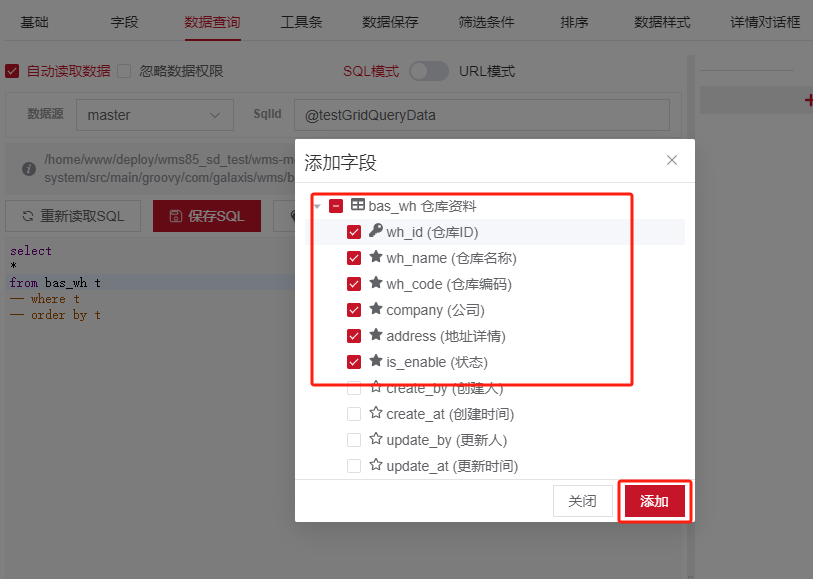 基础 字段 数据查询 工具条 数据保存 筛选条件 排序 数据样式 详情对话框
自动读取数据 忽略数据权限 SQL模式 URL模式
数据源 master SqlId @testGridQueryData
/home/www/deploy/wms85_sd_test/wms-m
system/src/main/groovy/com/galaxis/wms/b
重新读取SQL 保存SQL
select
*
from bas_wh t
-- where t
-- order by t
添加字段
bas_wh 仓库资料
wh_id (仓库ID)
wh_name (仓库名称)
wh_code (仓库编码)
company (公司)
address (地址详情)
is_enable (状态)
create_by (创建人)
create_at (创建时间)
update_by (更新人)
update_at (更新时间)
关闭 添加